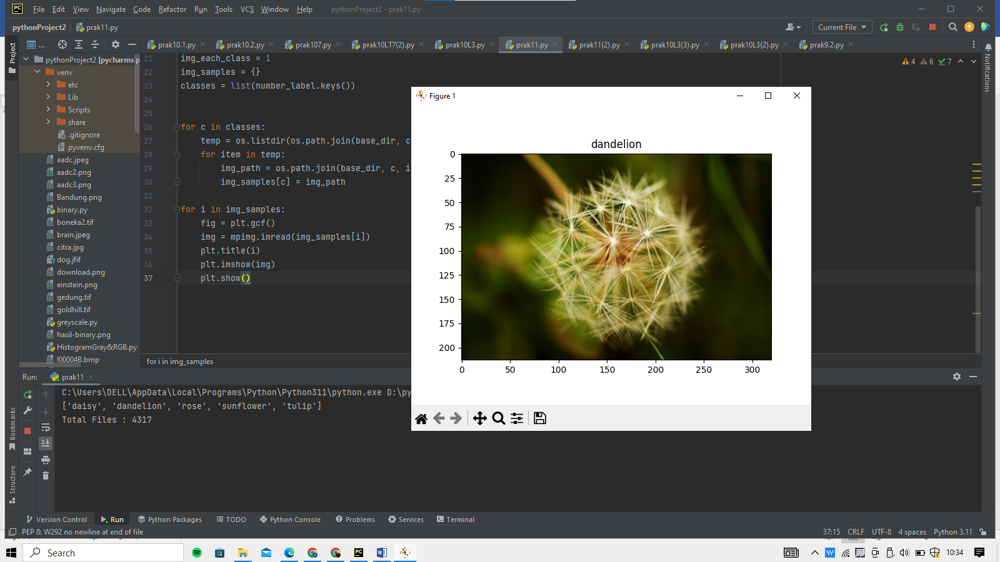 File Edit View Navigate Code Refactor Run Tools VCS Window Help pythonProject2 - prak11.py
pythonProject2 prak11.py Current File
Project ... prak10.1.py prak10.2.py prak107.py prak10LT7(2).py prak10L3.py prak11.py prak11(2).py prak10L3(3).py prak10L3(2).py prak9.2.py
Notifications
pythonProject2 [pycharms p
venv
etc
Lib
Scripts
share
.gitignore
pyvenv.cfg
aadc.jpeg
aadc2.png
aadc3.png
Bandung.png
binary.py
boneka2.tif
brain.jpeg
citra.jpg
dog.jfif
download.png
einstein.png
gedung.tif
goldhill.tif
greyscale.py
hasil-binary.png
HistogramGray&RGB.py
I00004B.bmp
4 6 7
21 img_each_class = 1
22 img_samples = {}
23 classes = list(number_label.keys())
24
25
26 for c in classes:
27 temp = os.listdir(os.path.join(base_dir, c
28 for item in temp:
29 img_path = os.path.join(base_dir, c, i
30 img_samples[c] = img_path
31
32 for i in img_samples:
33 fig = plt.gcf()
34 img = mpimg.imread(img_samples[i])
35 plt.title(i)
36 plt.imshow(img)
37 plt.show()
for i in img_samples
Figure 1
dandelion
0
25
50
75
100
125
150
175
200
0 50 100 150 200 250 300
Run: prak11
C:\Users\DELL\AppData\Local\Programs\Python\Python311\python.exe D:\py
['daisy', 'dandelion', 'rose', 'sunflower', 'tulip']
Total Files : 4317
Bookmarks
Structure
Version Control Run Python Packages TODO Python Console Problems Services Terminal
PEP 8: W292 no newline at end of file 37:15 CRLF UTF-8 4 spaces Python 3.11
Search 10:34